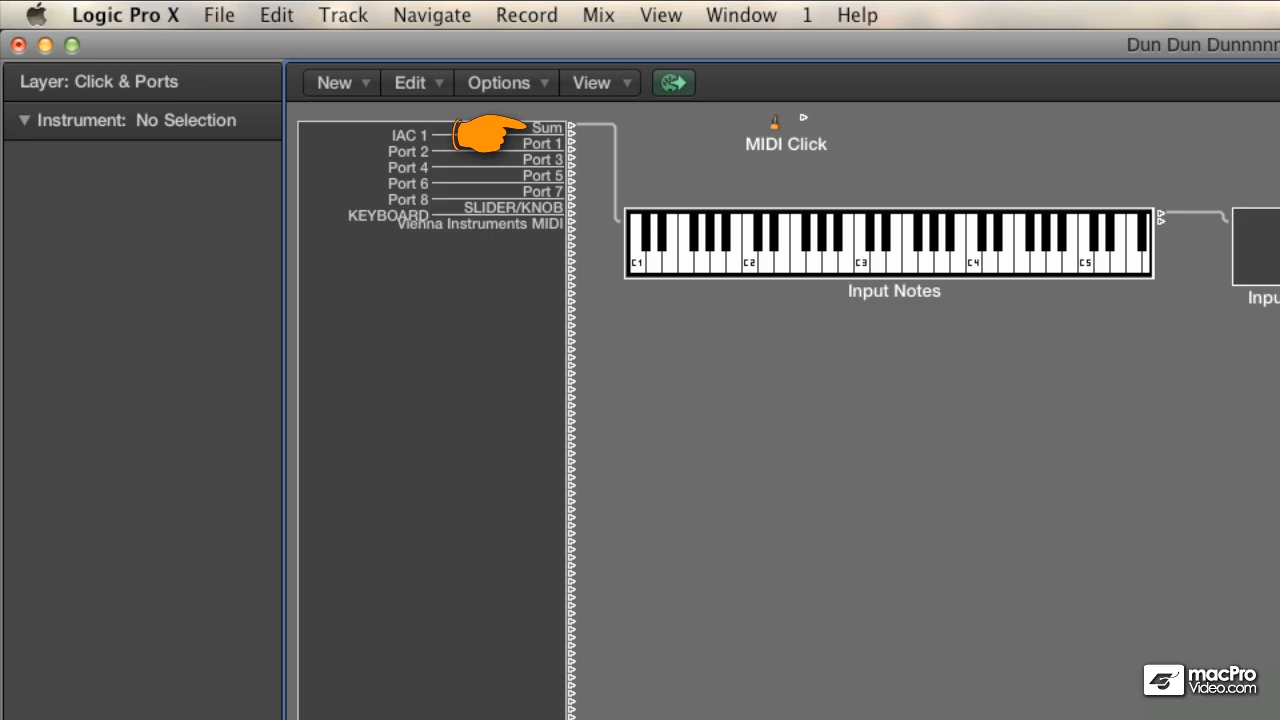 Logic Pro X File Edit Track Navigate Record Mix View Window 1 Help
Dun Dun Dunnnnr
Layer: Click & Ports
New Edit Options View
Instrument: No Selection
Sum
IAC 1
Port 1
Port 2
Port 3
Port 4
Port 5
Port 6
Port 7
Port 8
SLIDER/KNOB
KEYBOARD
Vienna Instruments MIDI
MIDI Click
C1 C2 C3 C4 C5
Input Notes
Inpu
macPro
Video.com